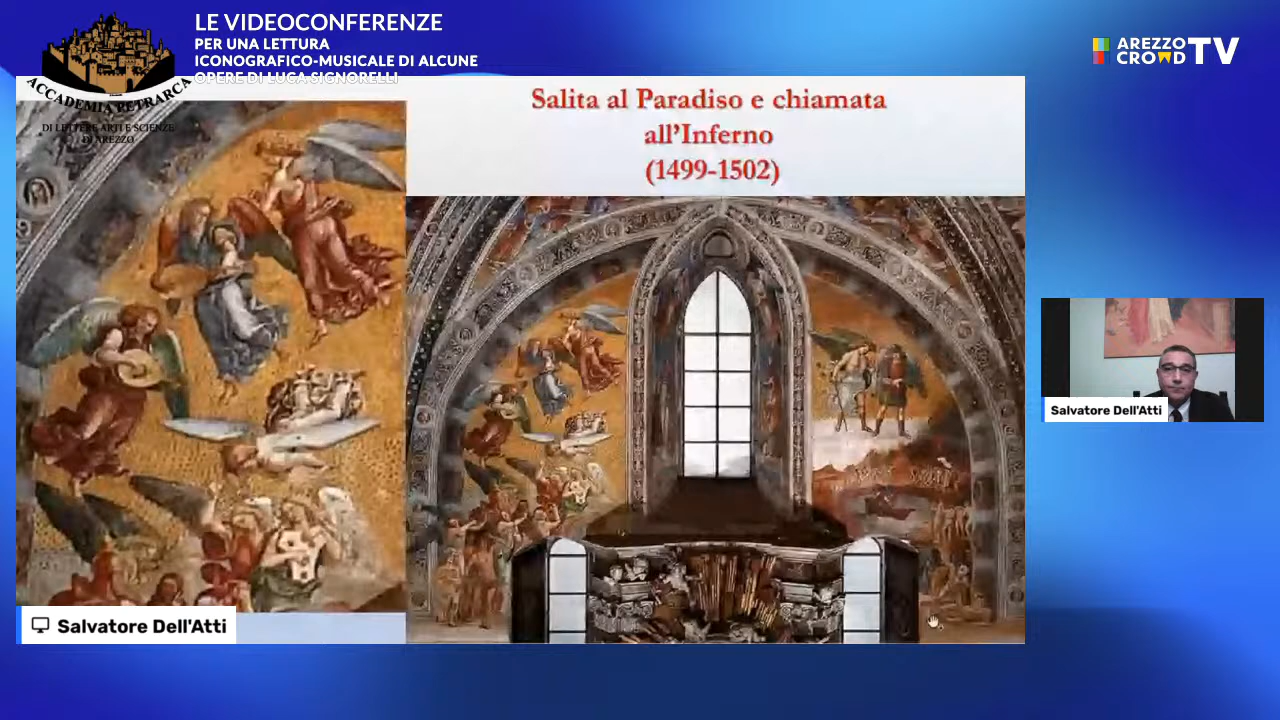 LE VIDEOCONFERENZE
PER UNA LETTURA
ICONOGRAFICO-MUSICALE DI ALCUNE
OPERE DI LUCA SIGNORELLI
ACCADEMIA PETRARCA
DI LETTERE ARTI E SCIENZE
DI AREZZO
AREZZO
CROWD
TV
Salita al Paradiso e chiamata
all'Inferno
(1499-1502)
Salvatore Dell'Atti
Salvatore Dell'Atti